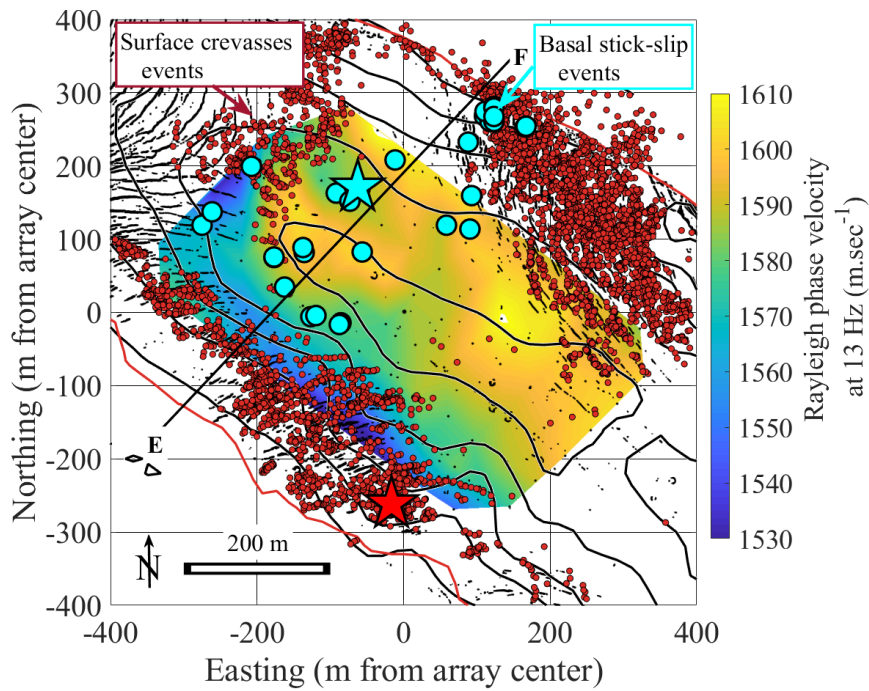 400
300
200
100
0
-100
-200
-300
-400
-400
-200
0
200
400
Easting (m from array center)
Northing (m from array center)
Surface crevasses
events
Basal stick-slip
events
F
E
N
200 m
1610
1600
1590
1580
1570
1560
1550
1540
1530
Rayleigh phase velocity
at 13 Hz (m.sec⁻¹)